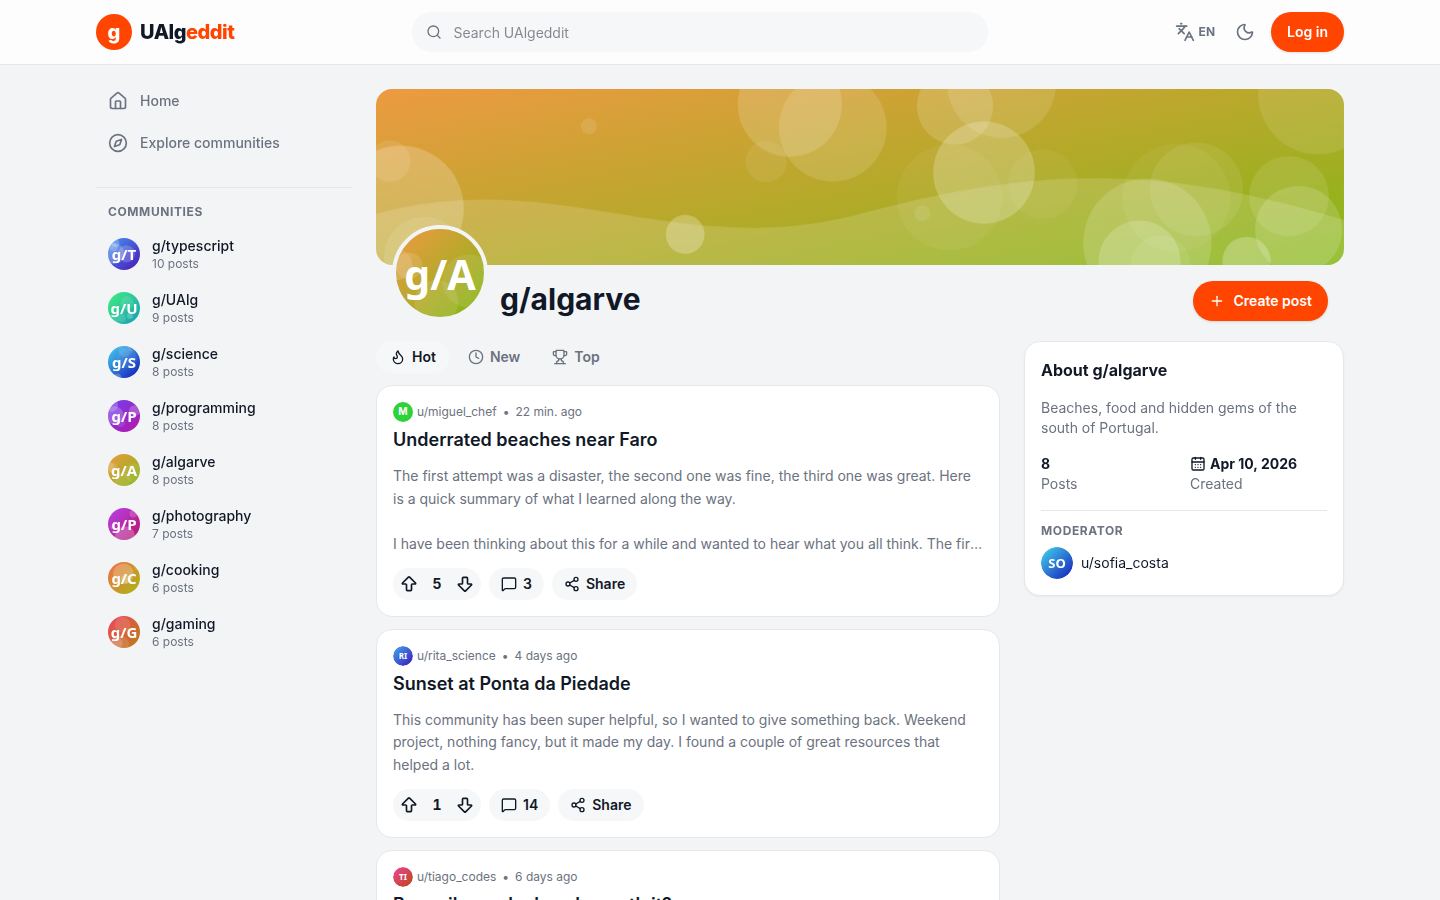 g UAlgeddit
Search UAlgeddit
EN
Log in
Home
Explore communities
COMMUNITIES
g/T g/typescript
10 posts
g/U g/UAlg
9 posts
g/S g/science
8 posts
g/P g/programming
8 posts
g/A g/algarve
8 posts
g/P g/photography
7 posts
g/C g/cooking
6 posts
g/G g/gaming
6 posts
g/A
g/algarve
Create post
Hot New Top
M u/miguel_chef • 22 min. ago
Underrated beaches near Faro
The first attempt was a disaster, the second one was fine, the third one was great. Here
is a quick summary of what I learned along the way.
I have been thinking about this for a while and wanted to hear what you all think. The fir...
5 3 Share
RI u/rita_science • 4 days ago
Sunset at Ponta da Piedade
This community has been super helpful, so I wanted to give something back. Weekend
project, nothing fancy, but it made my day. I found a couple of great resources that
helped a lot.
1 14 Share
TI u/tiago_codes • 6 days ago
About g/algarve
Beaches, food and hidden gems of the
south of Portugal.
8 Apr 10, 2026
Posts Created
MODERATOR
SO u/sofia_costa